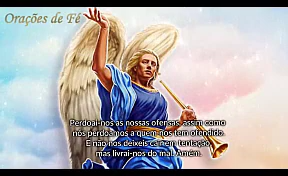 Orações de Fé
Perdoai-nos as nossas ofensas, assim como
nós perdoamos a quem nos tem ofendido.
E não nos deixeis cair em tentação,
mas livrai-nos do mal. Amém.